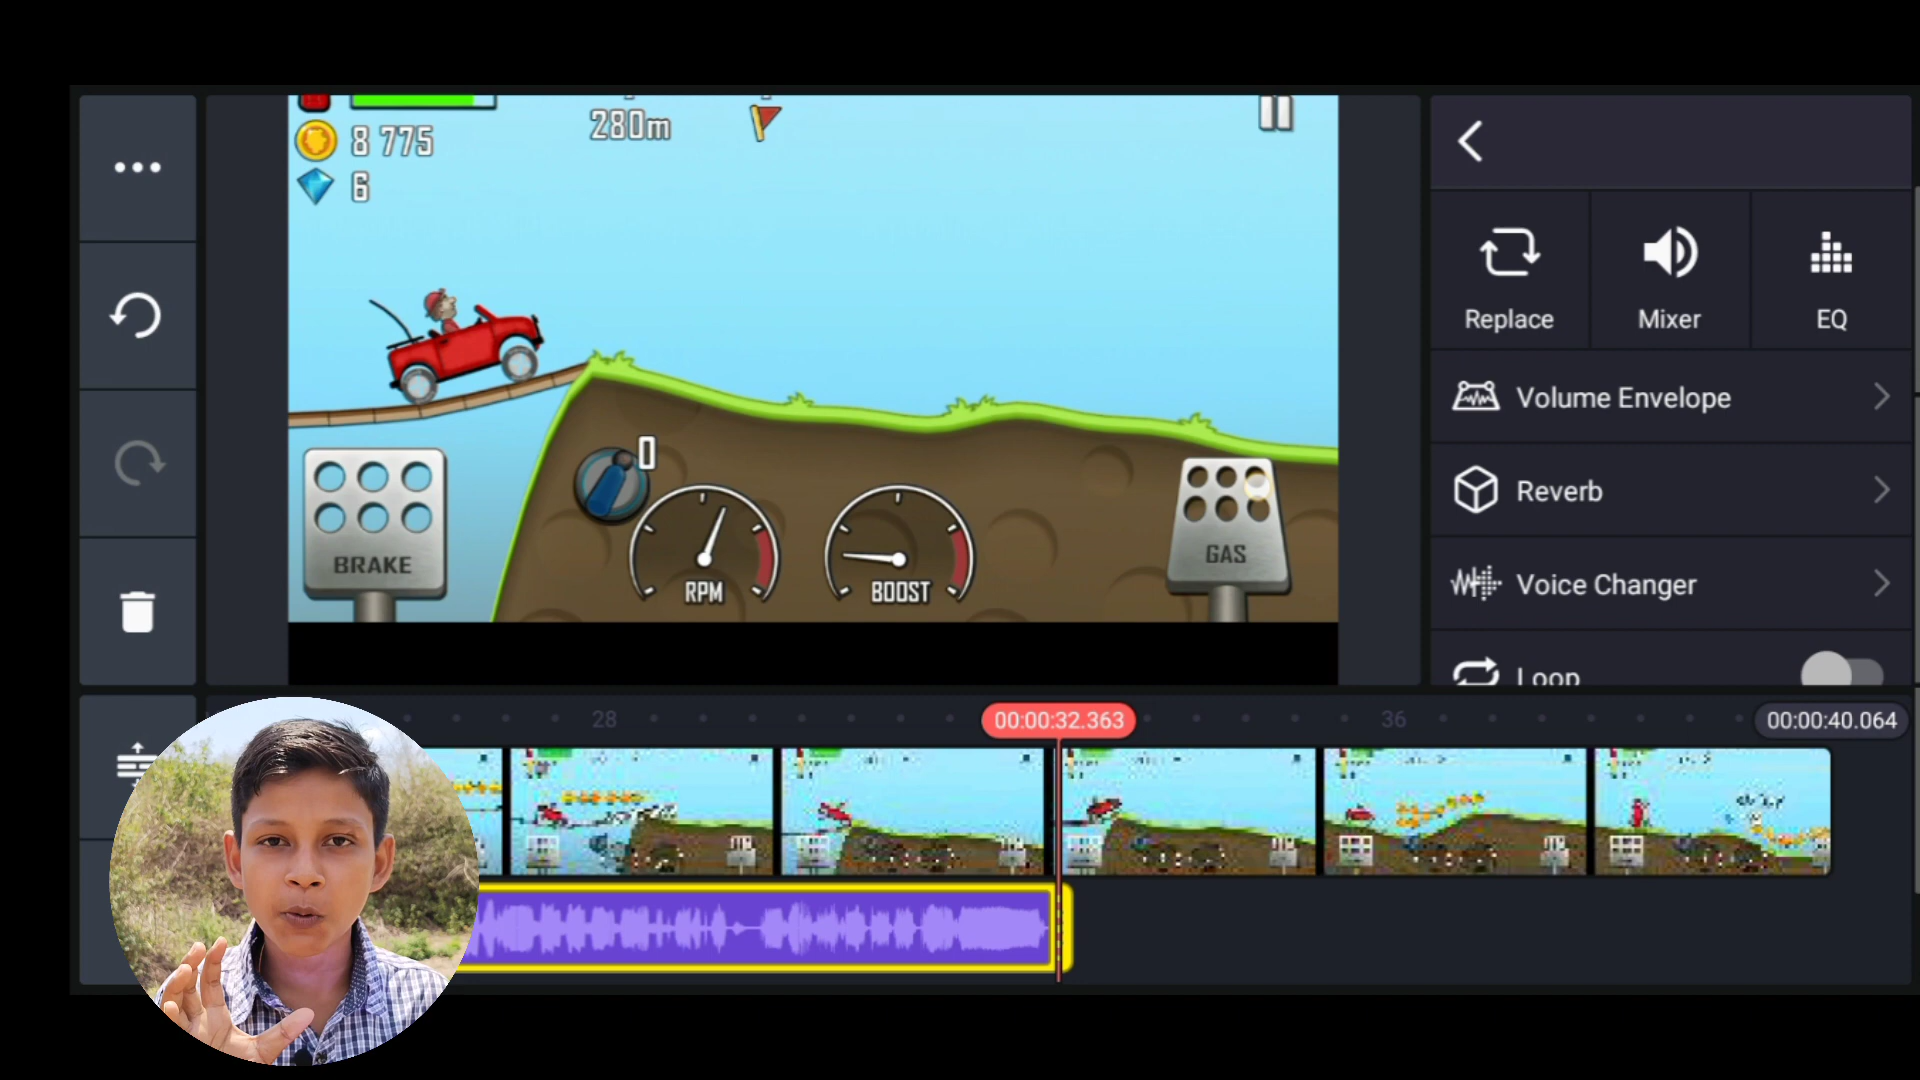 8 775
280m
6
Replace
Mixer
EQ
Volume Envelope
Reverb
Voice Changer
Loop
0
BRAKE
RPM
BOOST
GAS
28
00:00:32.363
36
00:00:40.064